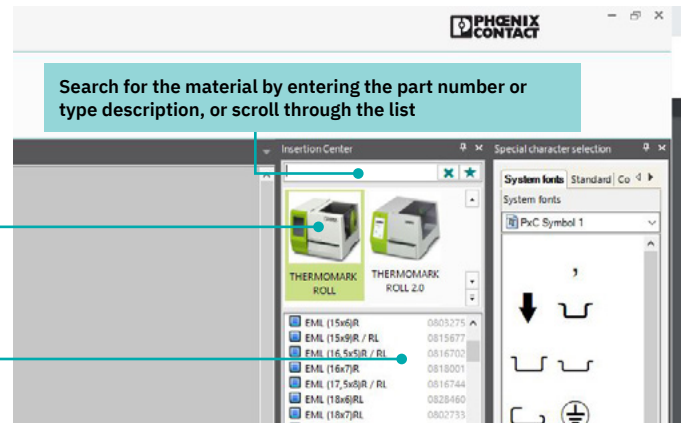 PHŒNIX
CONTACT
Search for the material by entering the part number or
type description, or scroll through the list
Insertion Center
THERMOMARK
ROLL
THERMOMARK
ROLL 2.0
EML (15x6)R 0803275
EML (15x9)R / RL 0815677
EML (16,5x5)R / RL 0816702
EML (16x7)R 0818001
EML (17,5x8)R / RL 0816744
EML (18x6)RL 0828460
EML (18x7)RL 0802733
Special character selection
System fonts Standard Co
System fonts
PxC Symbol 1